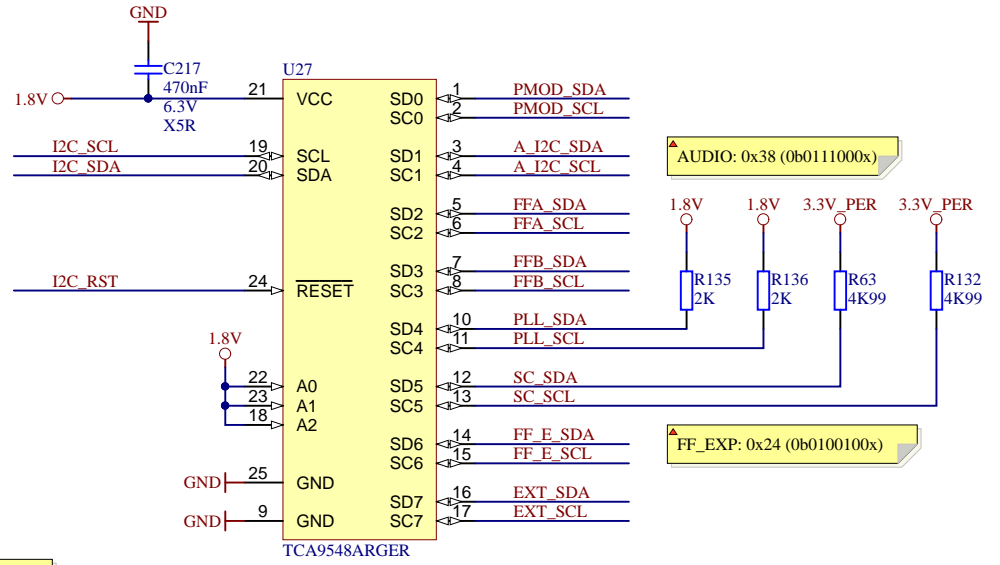 GND
C217
470nF
6.3V
X5R
1.8V
U27
21 VCC
I2C_SCL 19 SCL
I2C_SDA 20 SDA
I2C_RST 24 RESET
1.8V
22 A0
23 A1
18 A2
GND 25 GND
GND 9 GND
SD0 1 PMOD_SDA
SC0 2 PMOD_SCL
SD1 3 A_I2C_SDA
SC1 4 A_I2C_SCL
SD2 5 FFA_SDA
SC2 6 FFA_SCL
SD3 7 FFB_SDA
SC3 8 FFB_SCL
SD4 10 PLL_SDA
SC4 11 PLL_SCL
SD5 12 SC_SDA
SC5 13 SC_SCL
SD6 14 FF_E_SDA
SC6 15 FF_E_SCL
SD7 16 EXT_SDA
SC7 17 EXT_SCL
TCA9548ARGER
AUDIO: 0x38 (0b0111000x)
1.8V 1.8V 3.3V_PER 3.3V_PER
R135 R136 R63 R132
2K 2K 4K99 4K99
FF_EXP: 0x24 (0b0100100x)